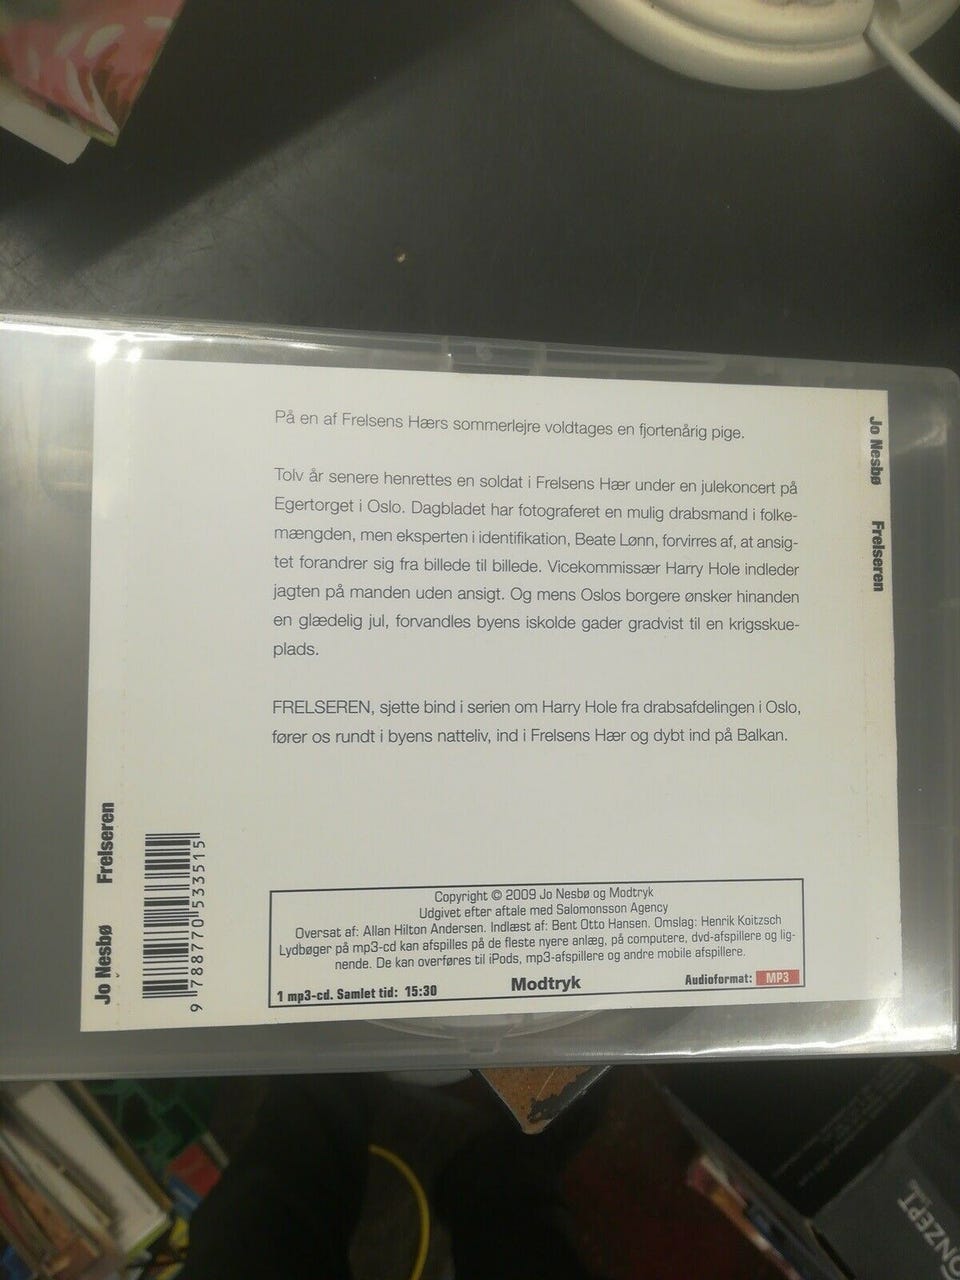 På en af Frelsens Hærs sommerlejre voldtages en fjortenårig pige.
Tolv år senere henrettes en soldat i Frelsens Hær under en julekoncert på
Egertorget i Oslo. Dagbladet har fotograferet en mulig drabsmand i folke-
mængden, men eksperten i identifikation, Beate Lønn, forvirres af, at ansig-
tet forandrer sig fra billede til billede. Vicekommissær Harry Hole indleder
jagten på manden uden ansigt. Og mens Oslos borgere ønsker hinanden
en glædelig jul, forvandles byens iskolde gader gradvist til en krigsskue-
plads.
FRELSEREN, sjette bind i serien om Harry Hole fra drabsafdelingen i Oslo,
fører os rundt i byens natteliv, ind i Frelsens Hær og dybt ind på Balkan.
Jo Nesbø Frelseren
Jo Nesbø Frelseren
9 788770 533515
Copyright © 2009 Jo Nesbø og Modtryk
Udgivet efter aftale med Salomonsson Agency
Oversat af: Allan Hilton Andersen. Indlæst af: Bent Otto Hansen. Omslag: Henrik Koitzsch
Lydbøger på mp3-cd kan afspilles på de fleste nyere anlæg, på computere, dvd-afspillere og lig-
nende. De kan overføres til iPods, mp3-afspillere og andre mobile afspillere.
1 mp3-cd. Samlet tid: 15:30 Modtryk Audioformat: MP3